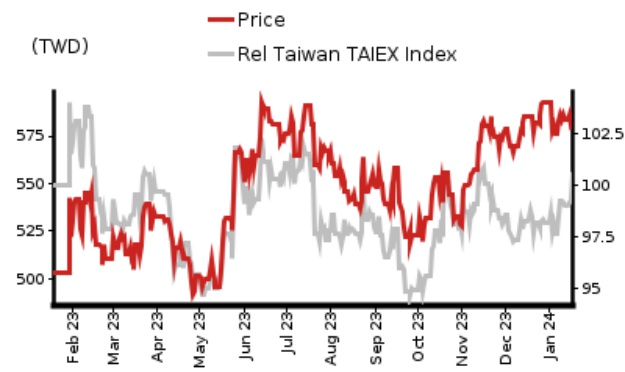 Price
(TWD)
Rel Taiwan TAIEX Index
575
550
525
500
102.5
100
97.5
95
Feb 23
Mar 23
Apr 23
May 23
Jun 23
Jul 23
Aug 23
Sep 23
Oct 23
Nov 23
Dec 23
Jan 24